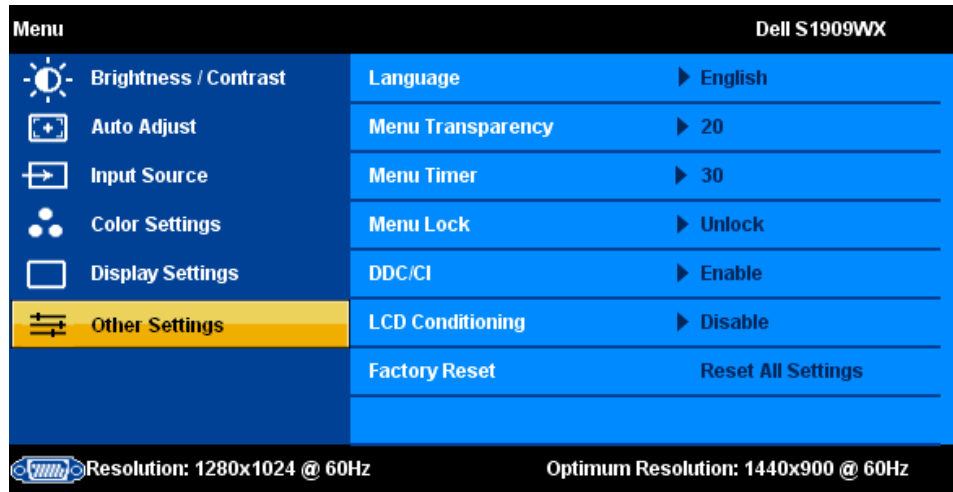 Menu Dell S1909WX
Brightness / Contrast Language English
Auto Adjust Menu Transparency 20
Input Source Menu Timer 30
Color Settings Menu Lock Unlock
Display Settings DDC/CI Enable
Other Settings LCD Conditioning Disable
Factory Reset Reset All Settings
Resolution: 1280x1024 @ 60Hz Optimum Resolution: 1440x900 @ 60Hz